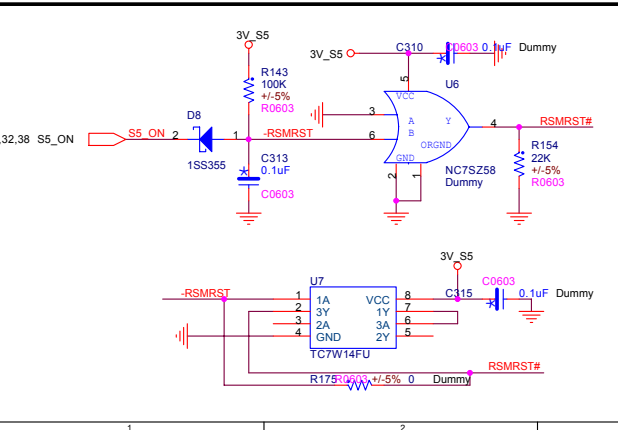 3V_S5
3V_S5
C310
C0603
0.1uF
Dummy
R143
100K
+/-5%
R0603
U6
5
VCC
D8
3
A
Y
4
RSMRST#
,32,38
S5_ON
S5_ON
2
1
-RSMRST
6
B
ORGND
1SS355
C313
0.1uF
C0603
GND
2
1
NC7SZ58
Dummy
R154
22K
+/-5%
R0603
3V_S5
U7
C0603
-RSMRST
1
1A
VCC
8
C315
0.1uF
Dummy
2
3Y
1Y
7
3
2A
3A
6
4
GND
2Y
5
TC7W14FU
RSMRST#
R175
R0603
+/-5%
0
Dummy
1
2